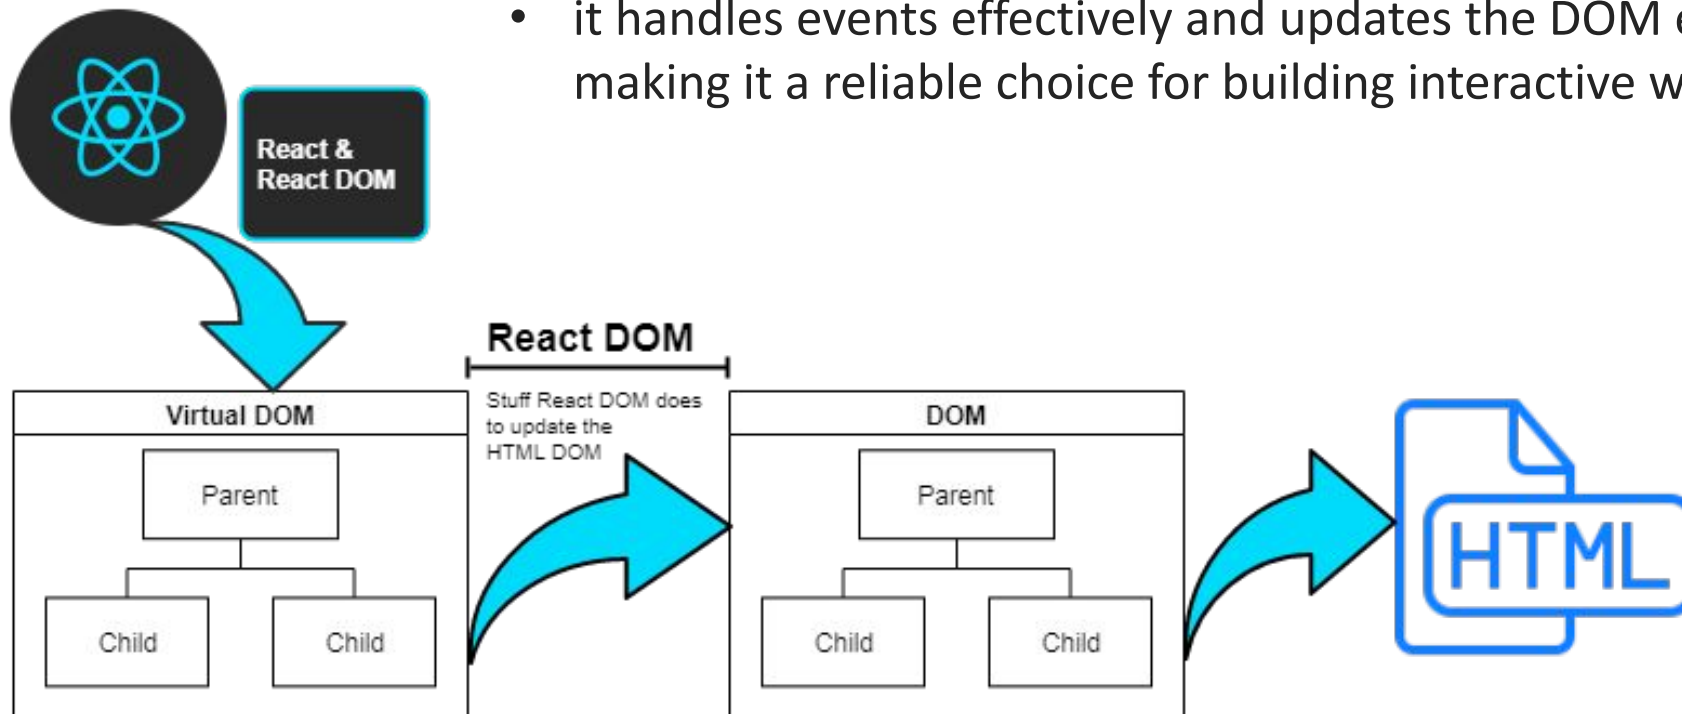 • it handles events effectively and updates the DOM
making it a reliable choice for building interactive
React &
React DOM
React DOM
Stuff React DOM does
to update the
HTML DOM
Virtual DOM
Parent
Child Child
DOM
Parent
Child Child
HTML